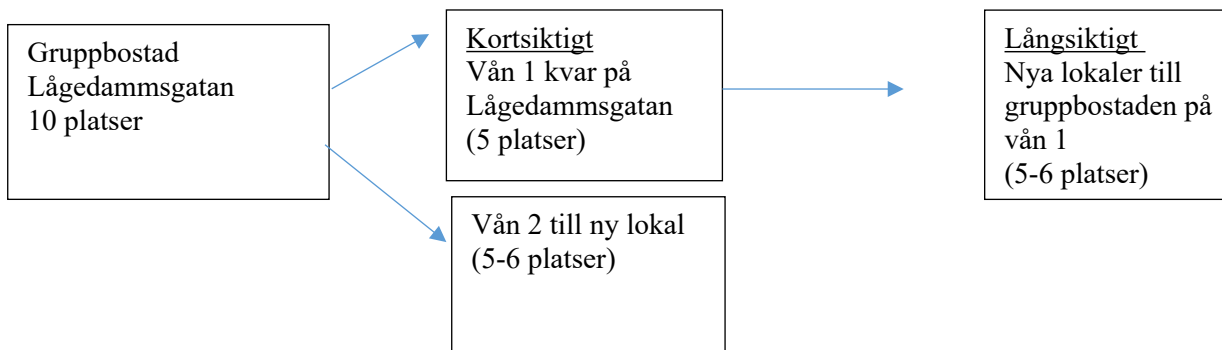 Gruppbostad
Lågedammsgatan
10 platser
Kortsiktigt
Vån 1 kvar på
Lågedammsgatan
(5 platser)
Vån 2 till ny lokal
(5-6 platser)
Långsiktigt
Nya lokaler till
gruppbostaden på
vån 1
(5-6 platser)